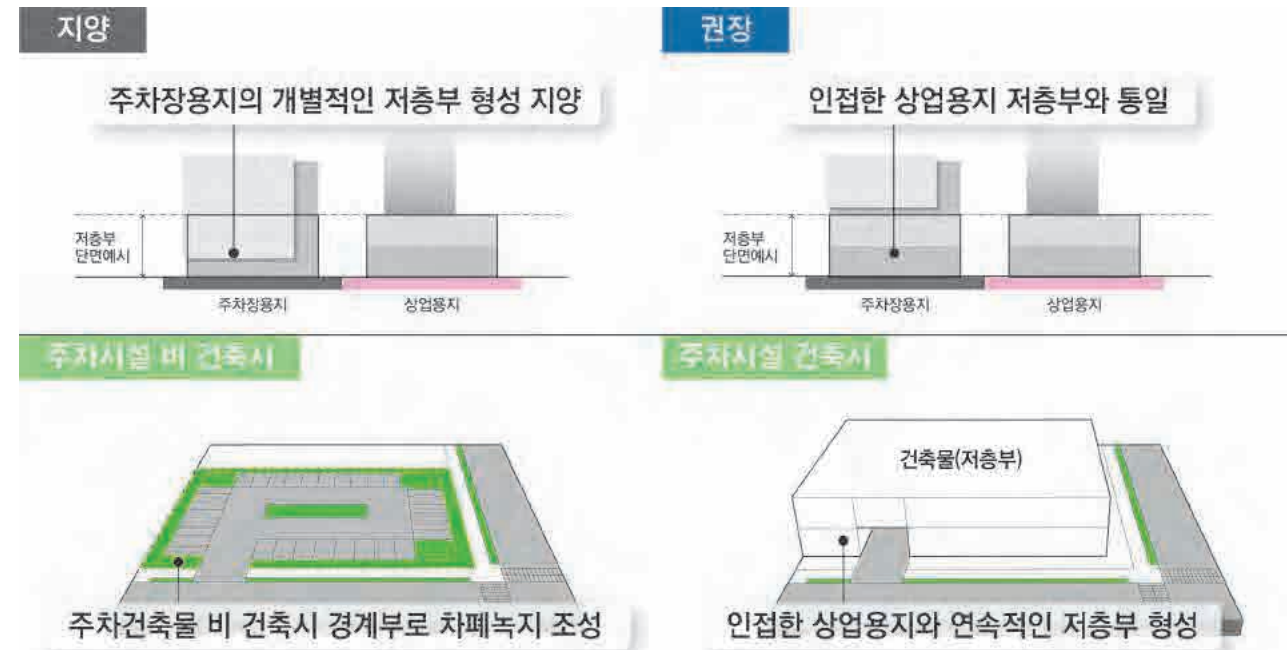 지양
주차장용지의 개별적인 저층부 형성 지양
저층부
단면예시
주차장용지
상업용지
권장
인접한 상업용지 저층부와 통일
저층부
단면예시
주차장용지
상업용지
주차시설 비 건축시
주차건축물 비 건축시 경계부로 차폐녹지 조성
주차시설 건축시
건축물(저층부)
인접한 상업용지와 연속적인 저층부 형성